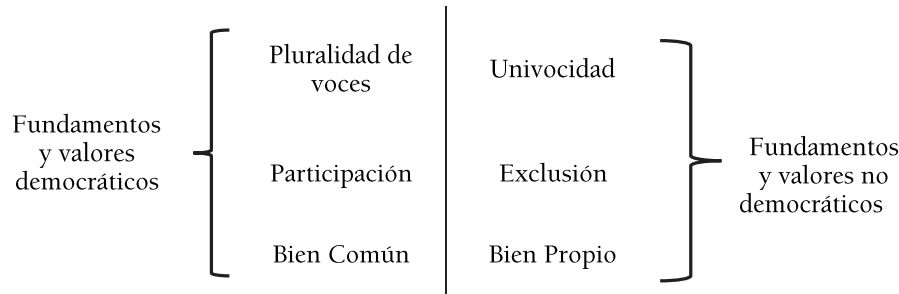 Fundamentos
y valores
democráticos
Pluralidad de
voces
Participación
Bien Común
Univocidad
Exclusión
Bien Propio
Fundamentos
y valores no
democráticos